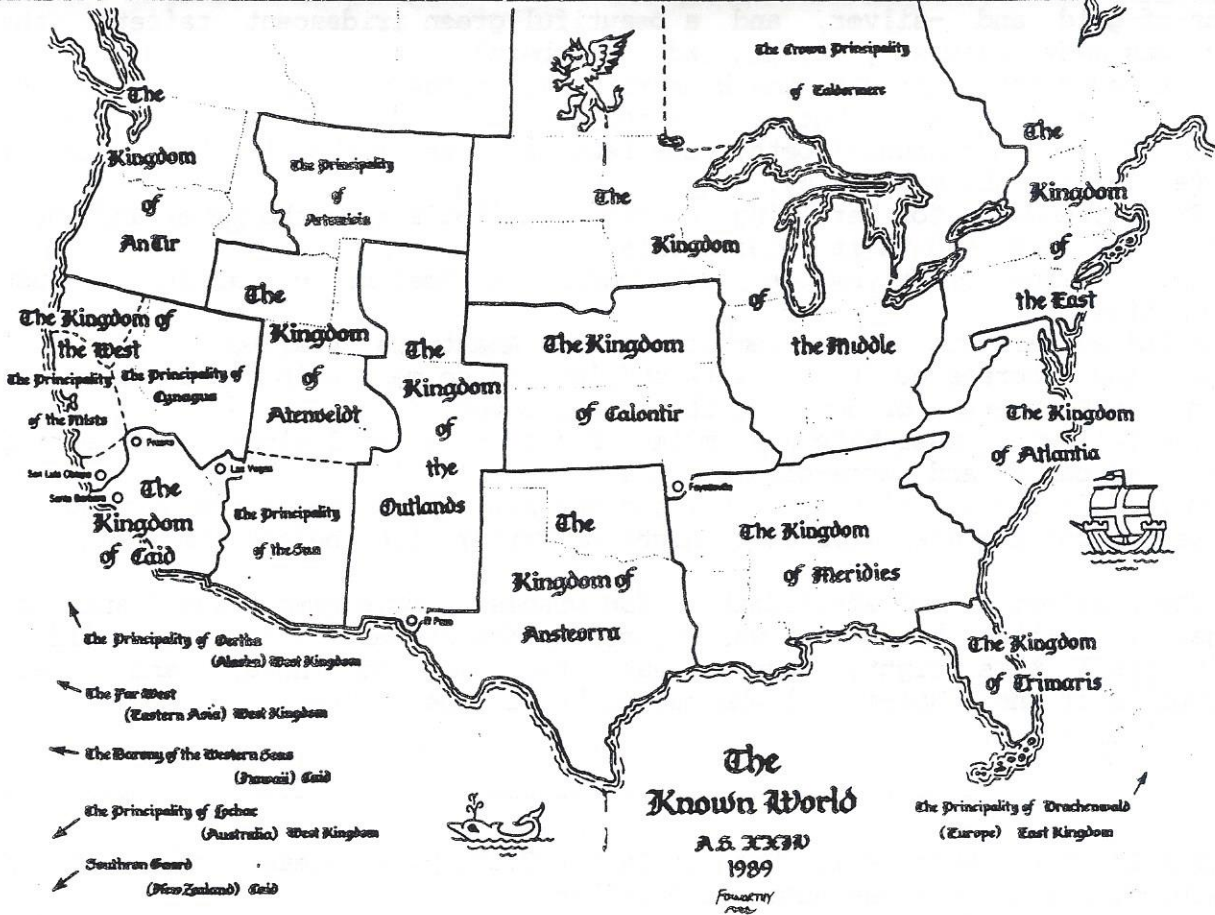 The Crown Principality
of Ealdormere
The
Kingdom
of
AnTir
The Principality
of
Artemisia
The
Kingdom
of
the Middle
The
Kingdom
of
the East
The Kingdom of
the West
The Principality
of the Mists
The Principality of
Cynagua
The
Kingdom
of
Atenveldt
The
Kingdom
of
the
Outlands
The Kingdom
of Calontir
The Kingdom
of Atlantia
Fresno
San Luis Obispo
Santa Barbara
Las Vegas
The
Kingdom
of Caid
The Principality
of the Sun
Fayetteville
The
Kingdom of
Ansteorra
El Paso
The Kingdom
of Meridies
The Kingdom
of Trimaris
The Principality of Oertha
(Alaska) West Kingdom
The Far West
(Eastern Asia) West Kingdom
The Barony of the Western Seas
(Hawaii) Caid
The Principality of Lochac
(Australia) West Kingdom
Southron Gaard
(New Zealand) Caid
The
Known World
A.S. XXIV
1989
The Principality of Drachenwald
(Europe) East Kingdom